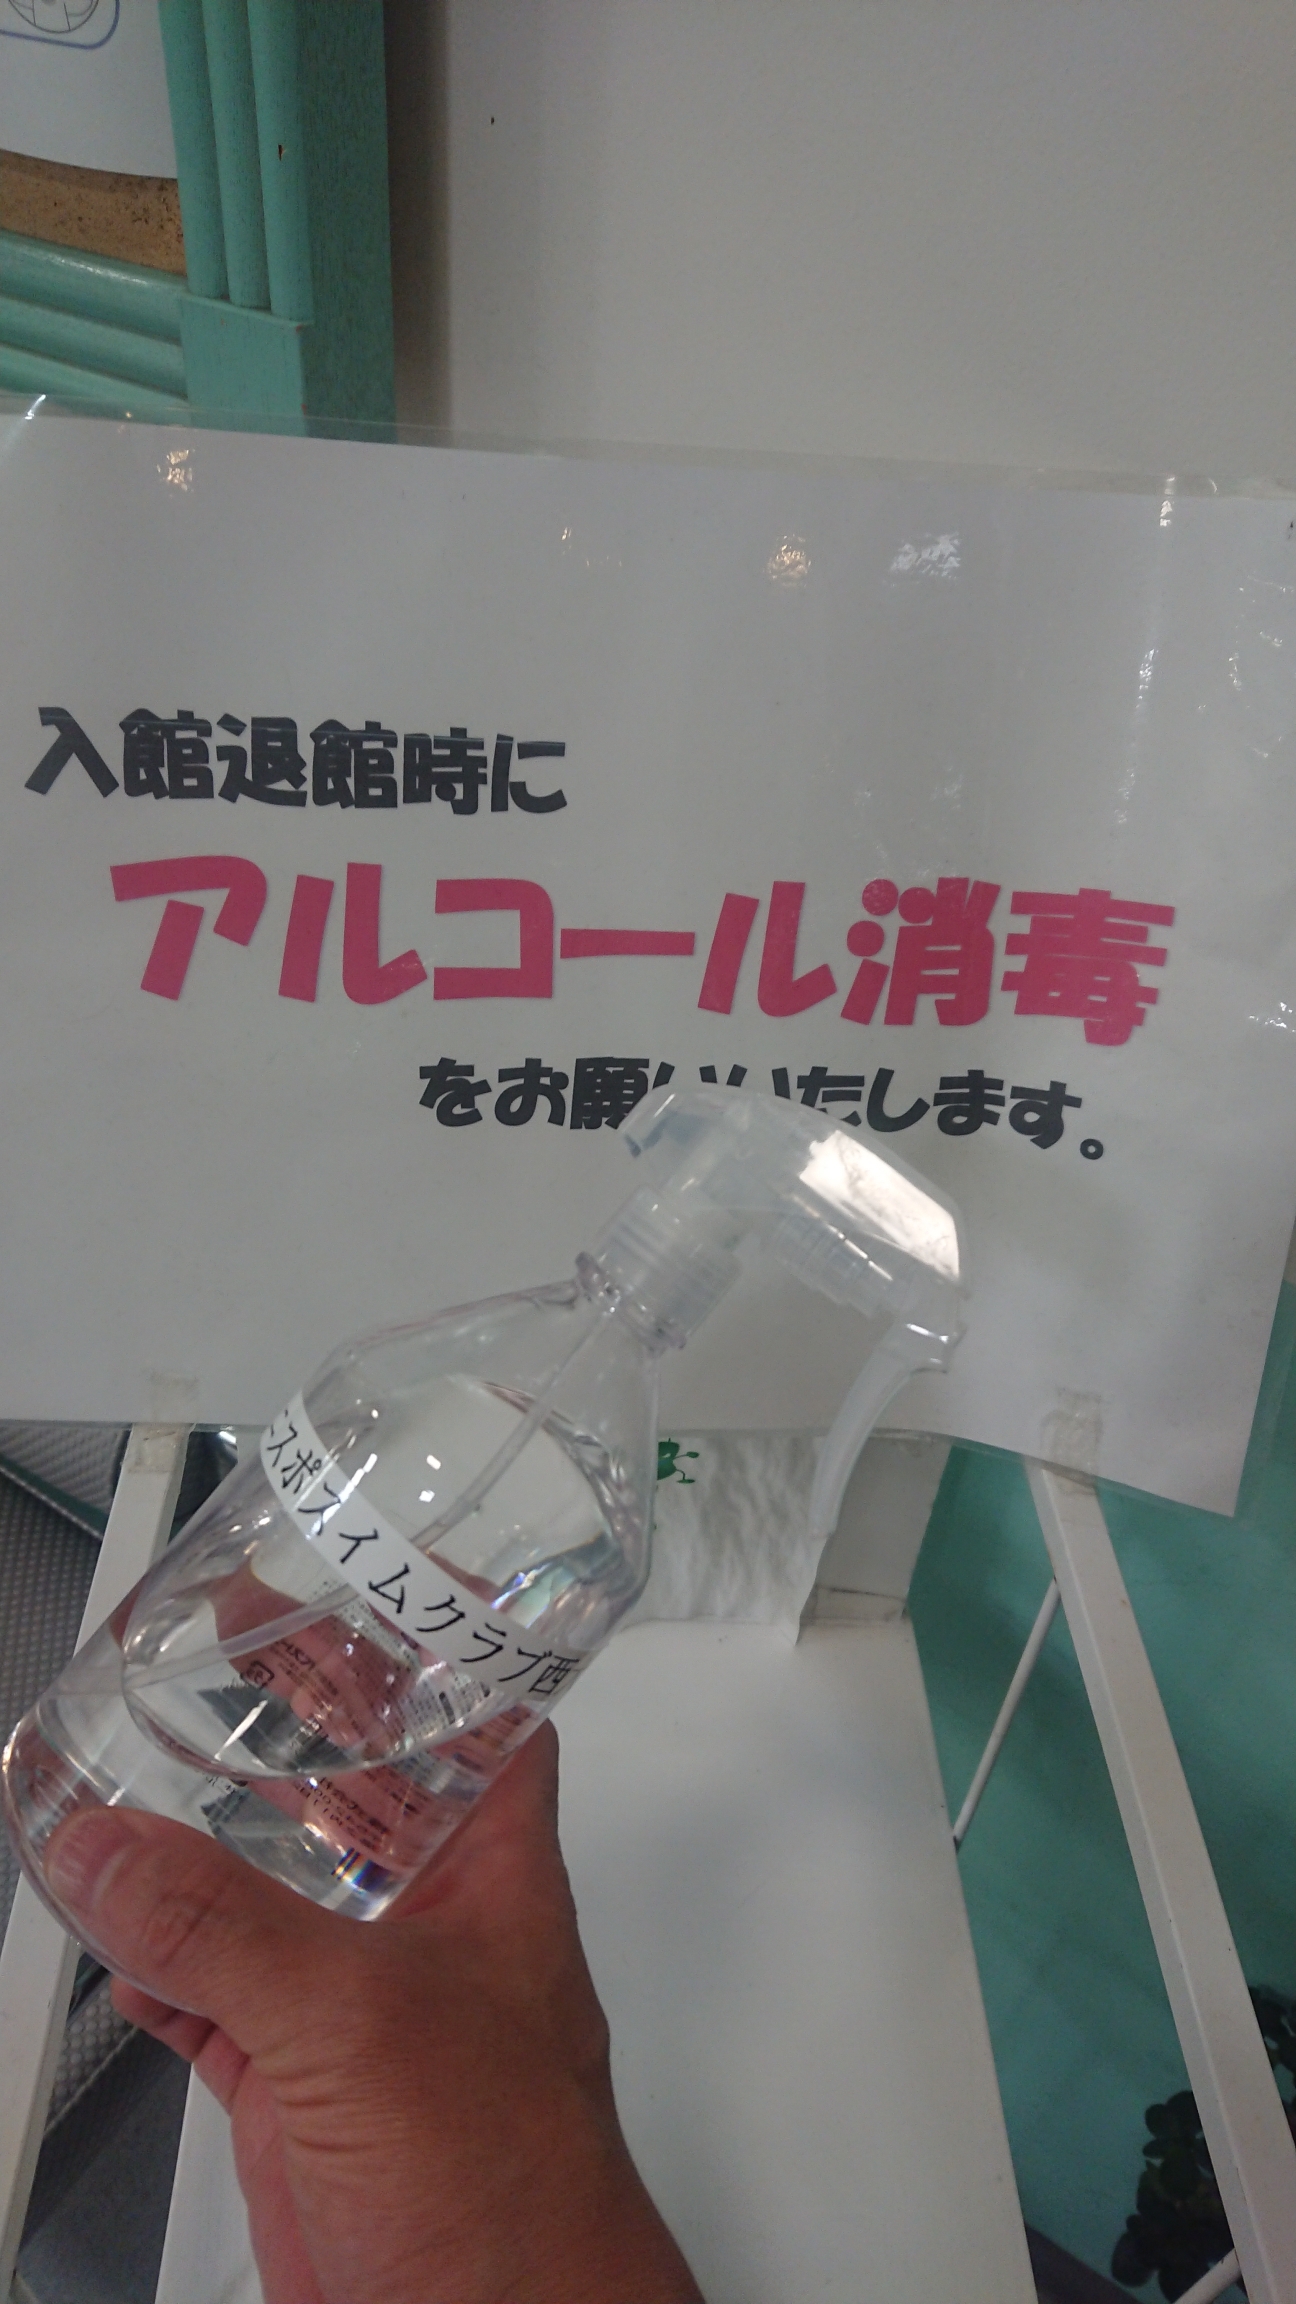 入館退館時に
アルコール消毒
をお願いいたします。
スポスイムクラブ西